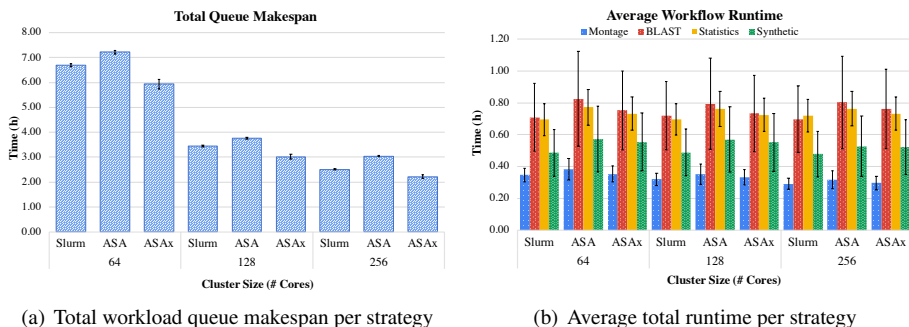 Total Queue Makespan
8.00
7.00
6.00
5.00
4.00
3.00
2.00
1.00
0.00
Time (h)
Slurm ASA ASAx Slurm ASA ASAx Slurm ASA ASAx
64 128 256
Cluster Size (# Cores)
(a) Total workload queue makespan per strategy
Average Workflow Runtime
Montage BLAST Statistics Synthetic
1.20
1.00
0.80
0.60
0.40
0.20
0.00
Time (h)
Slurm ASA ASAx Slurm ASA ASAx Slurm ASA ASAx
64 128 256
Cluster Size (# Cores)
(b) Average total runtime per strategy